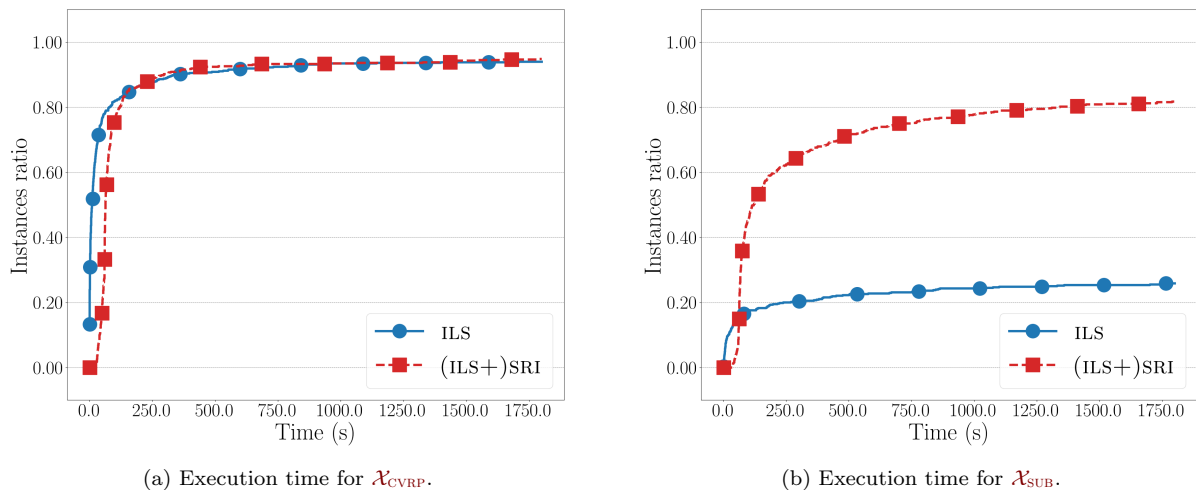 1.00
0.80
0.60
0.40
0.20
0.00
Instances ratio
ILS
(ILS+)SRI
0.0 250.0 500.0 750.0 1000.0 1250.0 1500.0 1750.0
Time (s)
(a) Execution time for 𝒳CVRP.
1.00
0.80
0.60
0.40
0.20
0.00
Instances ratio
ILS
(ILS+)SRI
0.0 250.0 500.0 750.0 1000.0 1250.0 1500.0 1750.0
Time (s)
(b) Execution time for 𝒳SUB.